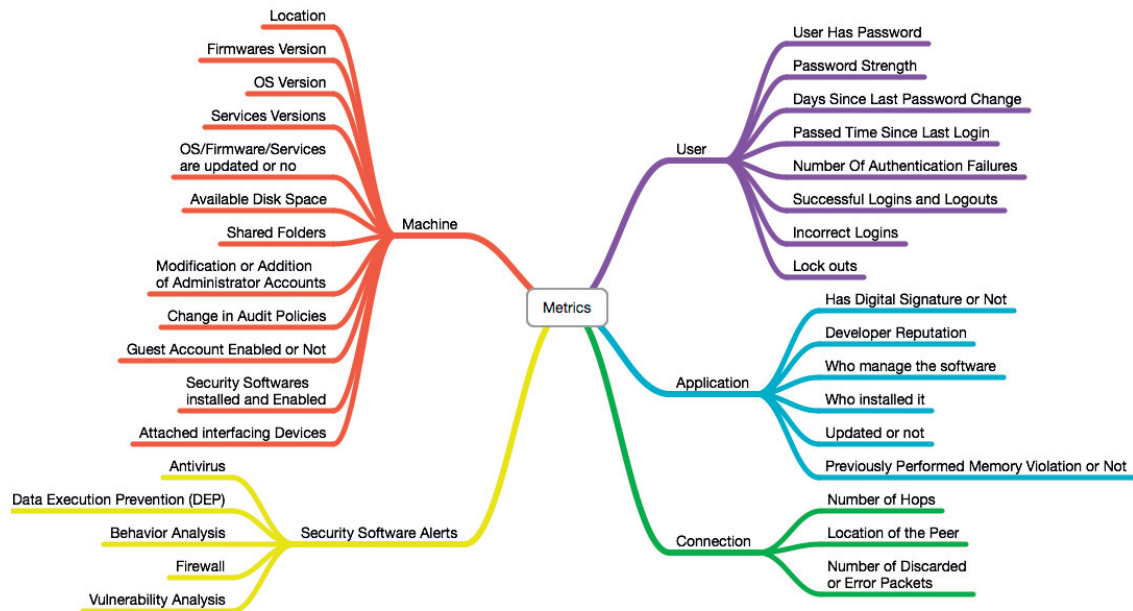 Location
Firmwares Version
OS Version
Services Versions
OS/Firmware/Services
are updated or no
Available Disk Space
Shared Folders
Modification or Addition
of Administrator Accounts
Change in Audit Policies
Guest Account Enabled or Not
Security Softwares
installed and Enabled
Attached interfacing Devices
Machine
Antivirus
Data Execution Prevention (DEP)
Behavior Analysis
Firewall
Vulnerability Analysis
Security Software Alerts
Metrics
User
User Has Password
Password Strength
Days Since Last Password Change
Passed Time Since Last Login
Number Of Authentication Failures
Successful Logins and Logouts
Incorrect Logins
Lock outs
Application
Has Digital Signature or Not
Developer Reputation
Who manage the software
Who installed it
Updated or not
Previously Performed Memory Violation or Not
Connection
Number of Hops
Location of the Peer
Number of Discarded
or Error Packets